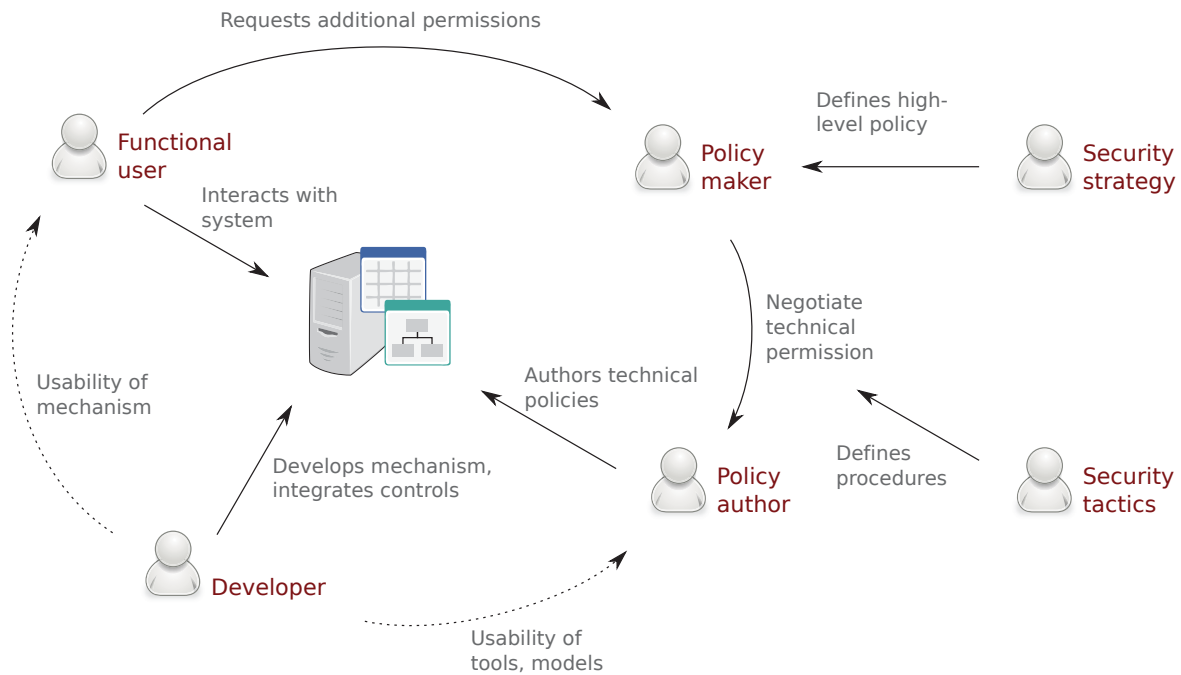 Requests additional permissions
Defines high-
level policy
Functional
user
Policy
maker
Security
strategy
Interacts with
system
Negotiate
technical
permission
Usability of
mechanism
Authors technical
policies
Develops mechanism,
integrates controls
Defines
procedures
Policy
author
Security
tactics
Developer
Usability of
tools, models